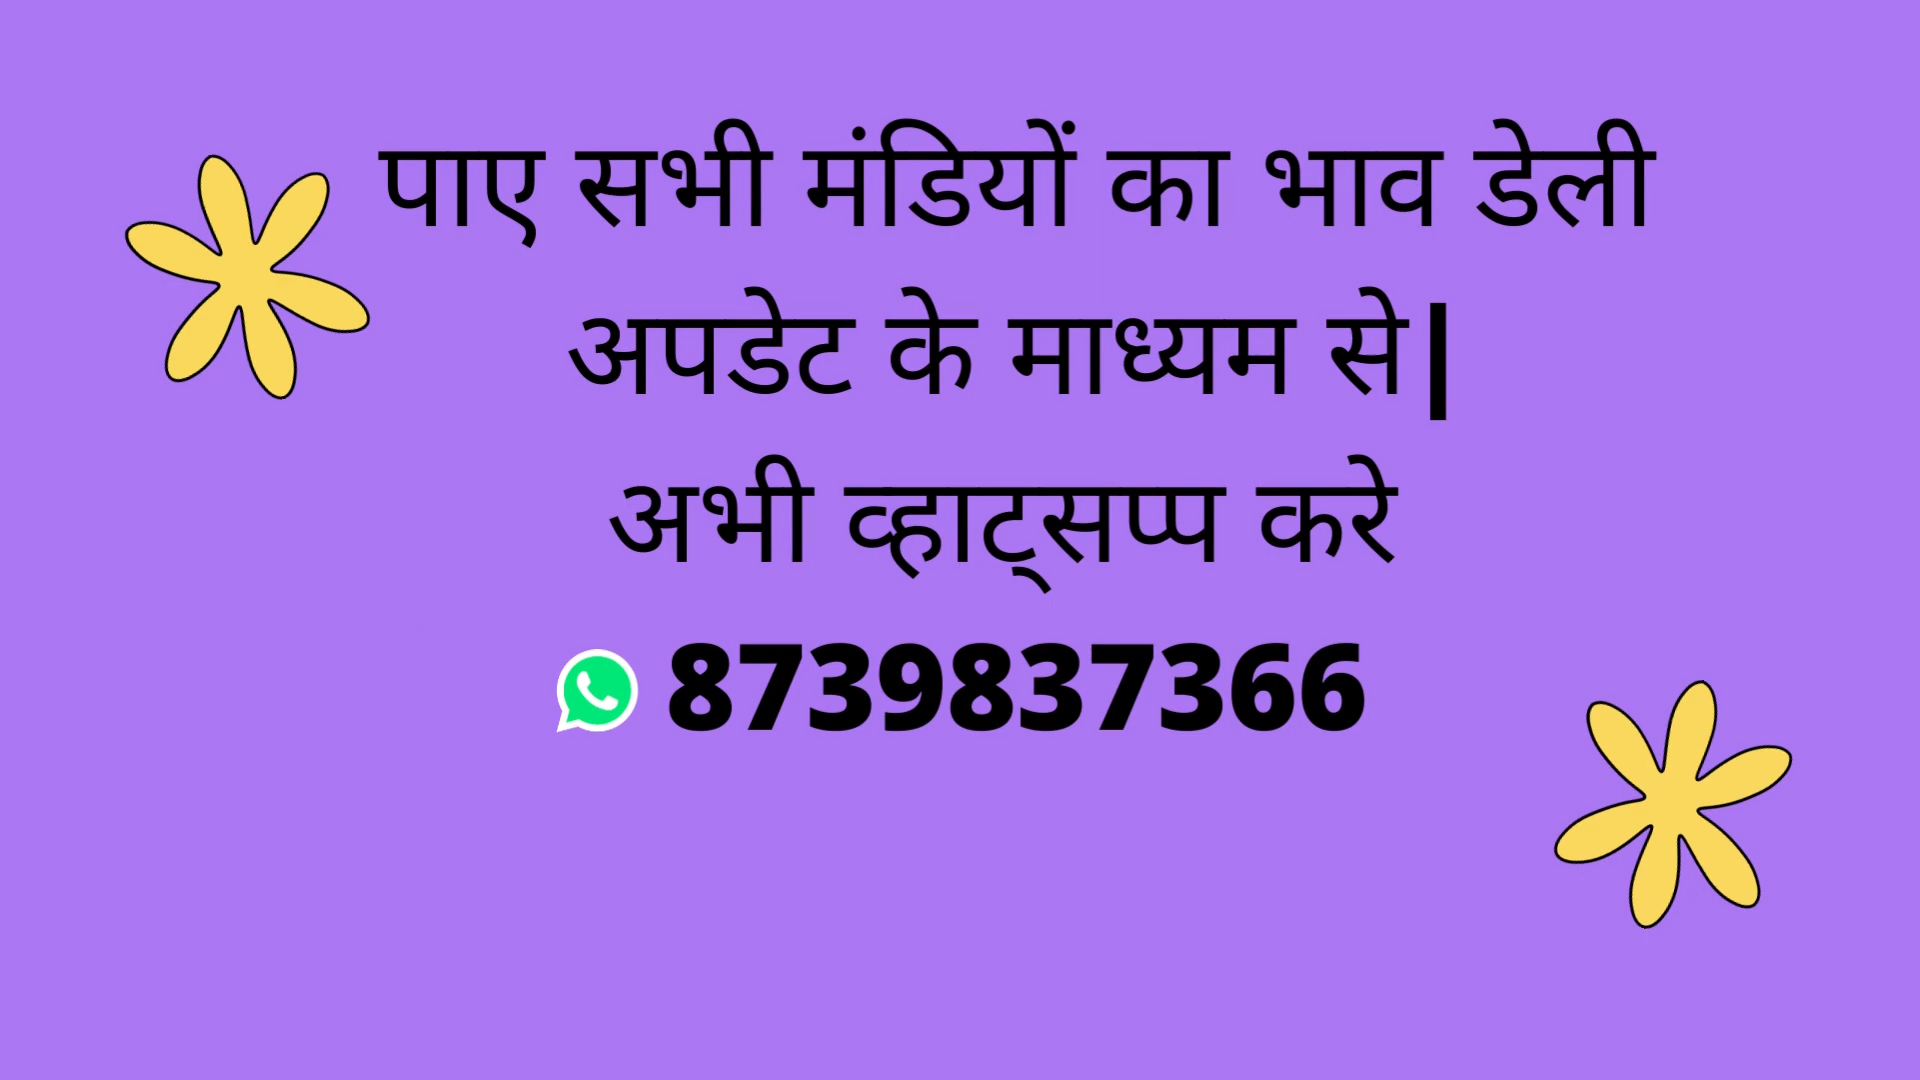 पाए सभी मंडियों का भाव डेली
अपडेट के माध्यम से|
अभी व्हाट्सप्प करे
8739837366